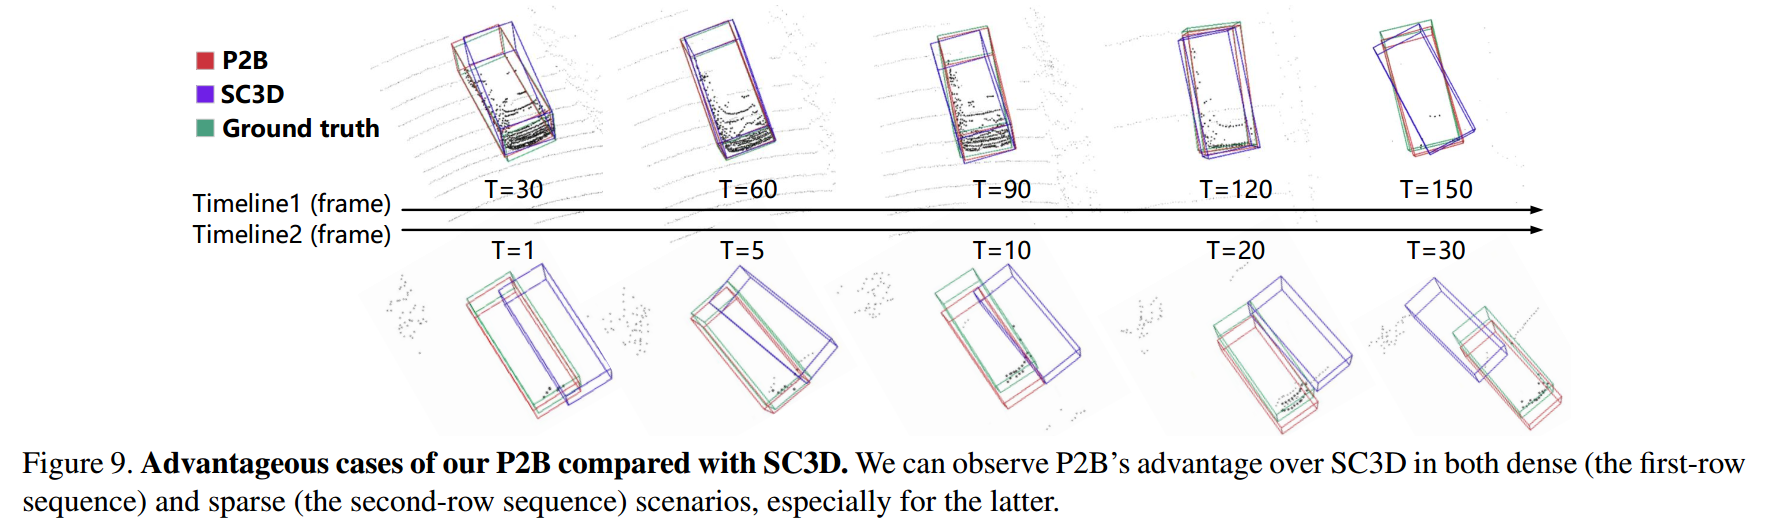 P2B
SC3D
Ground truth
T=30 T=60 T=90 T=120 T=150
Timeline1 (frame)
Timeline2 (frame)
T=1 T=5 T=10 T=20 T=30
Figure 9. Advantageous cases of our P2B compared with SC3D. We can observe P2B's advantage over SC3D in both dense (the first-row
sequence) and sparse (the second-row sequence) scenarios, especially for the latter.